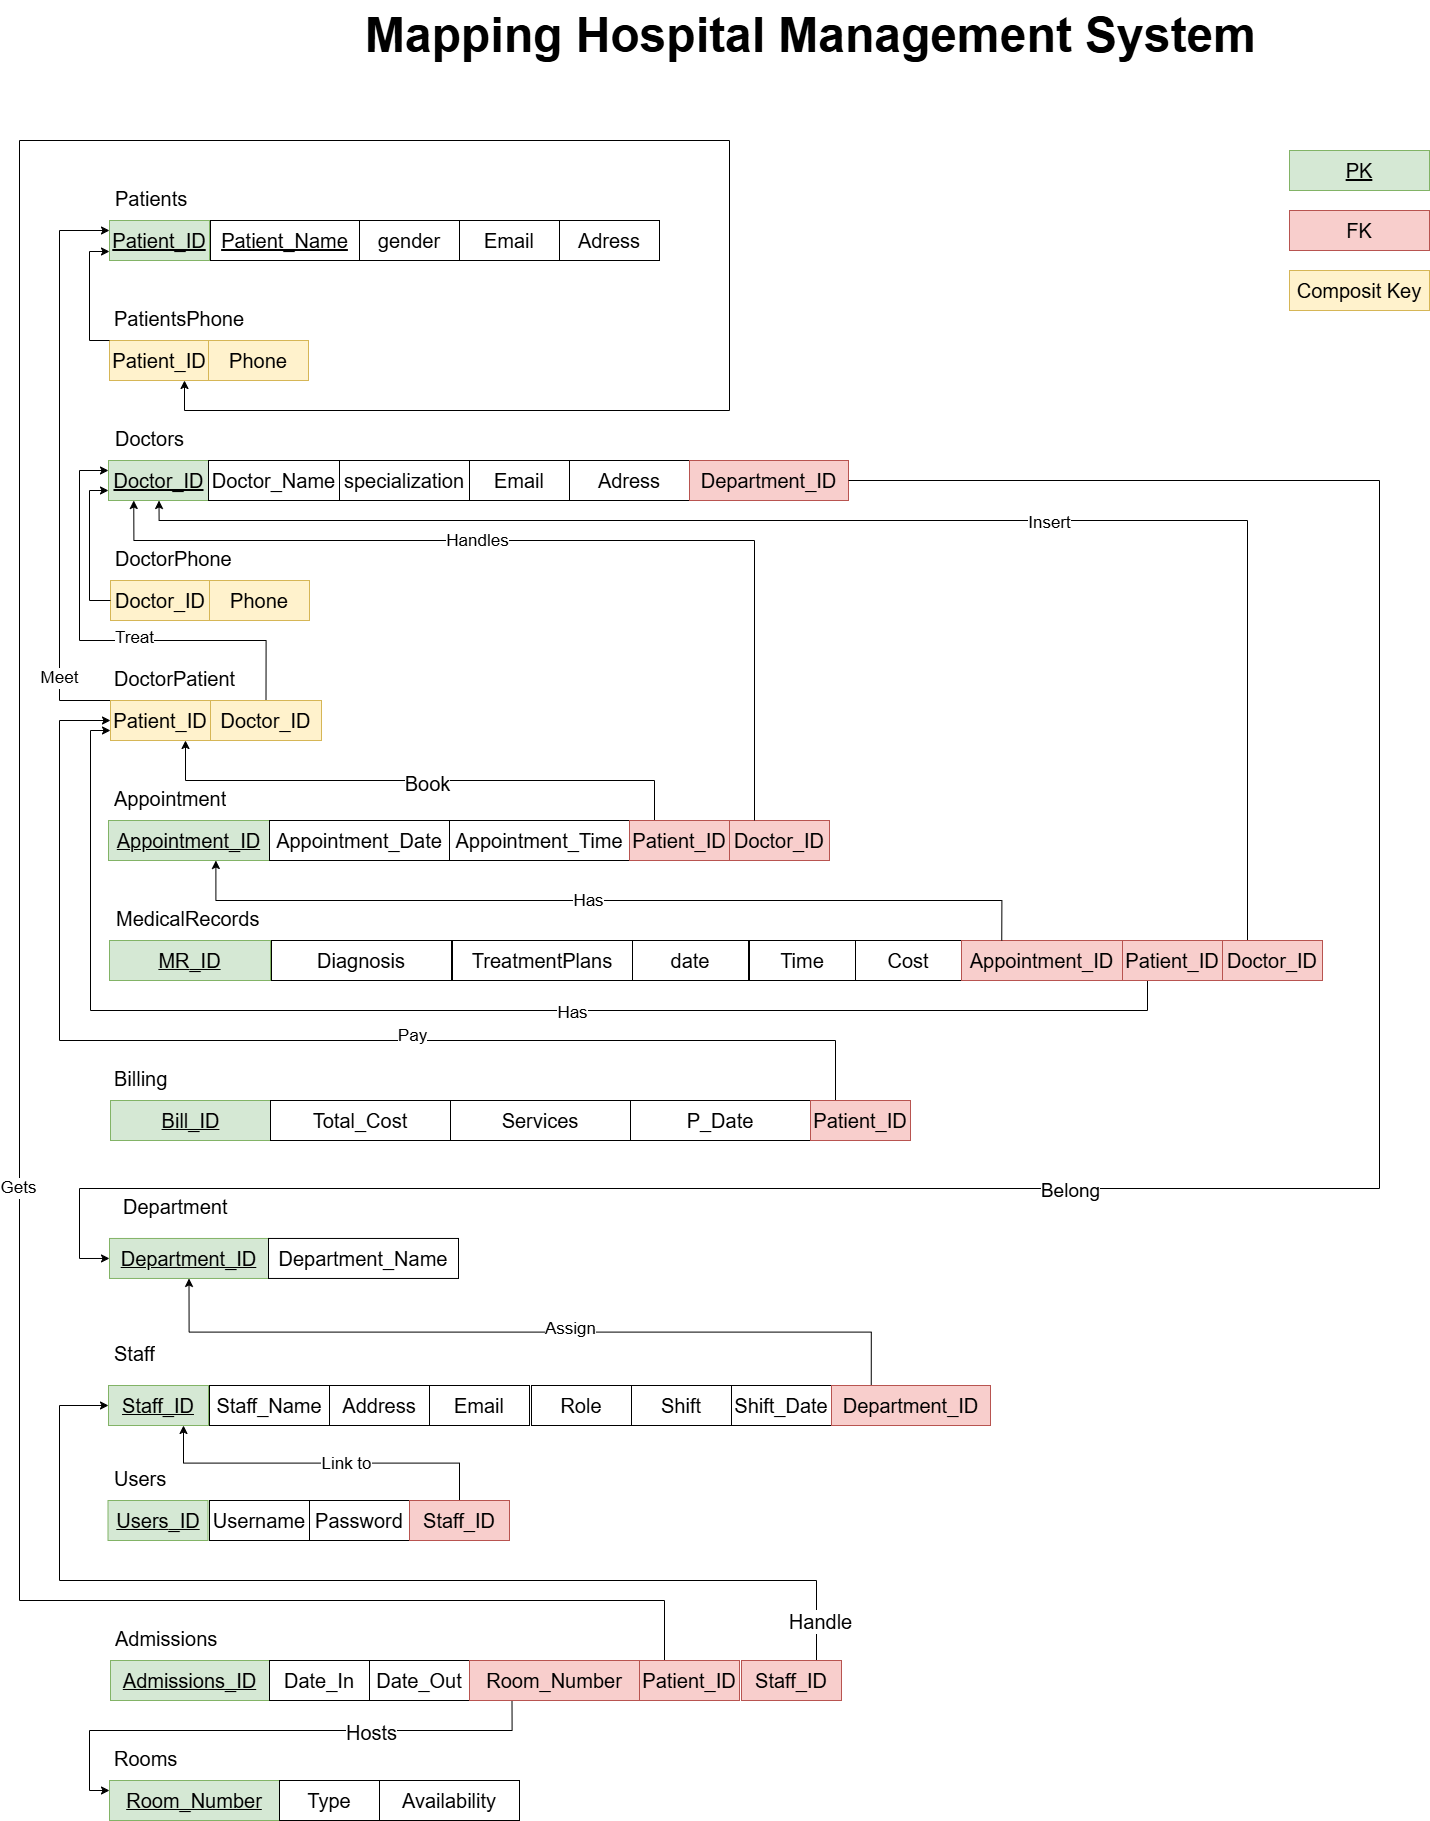 Mapping Hospital Management System
PK
FK
Composit Key
Patients
Patient_ID Patient_Name gender Email Adress
PatientsPhone
Patient_ID Phone
Doctors
Doctor_ID Doctor_Name specialization Email Adress Department_ID
Insert
Handles
DoctorPhone
Doctor_ID Phone
Treat
Meet
DoctorPatient
Patient_ID Doctor_ID
Book
Appointment
Appointment_ID Appointment_Date Appointment_Time Patient_ID Doctor_ID
Has
MedicalRecords
MR_ID Diagnosis TreatmentPlans date Time Cost Appointment_ID Patient_ID Doctor_ID
Has
Pay
Billing
Bill_ID Total_Cost Services P_Date Patient_ID
Gets
Belong
Department
Department_ID Department_Name
Assign
Staff
Staff_ID Staff_Name Address Email Role Shift Shift_Date Department_ID
Link to
Users
Users_ID Username Password Staff_ID
Handle
Admissions
Admissions_ID Date_In Date_Out Room_Number Patient_ID Staff_ID
Hosts
Rooms
Room_Number Type Availability